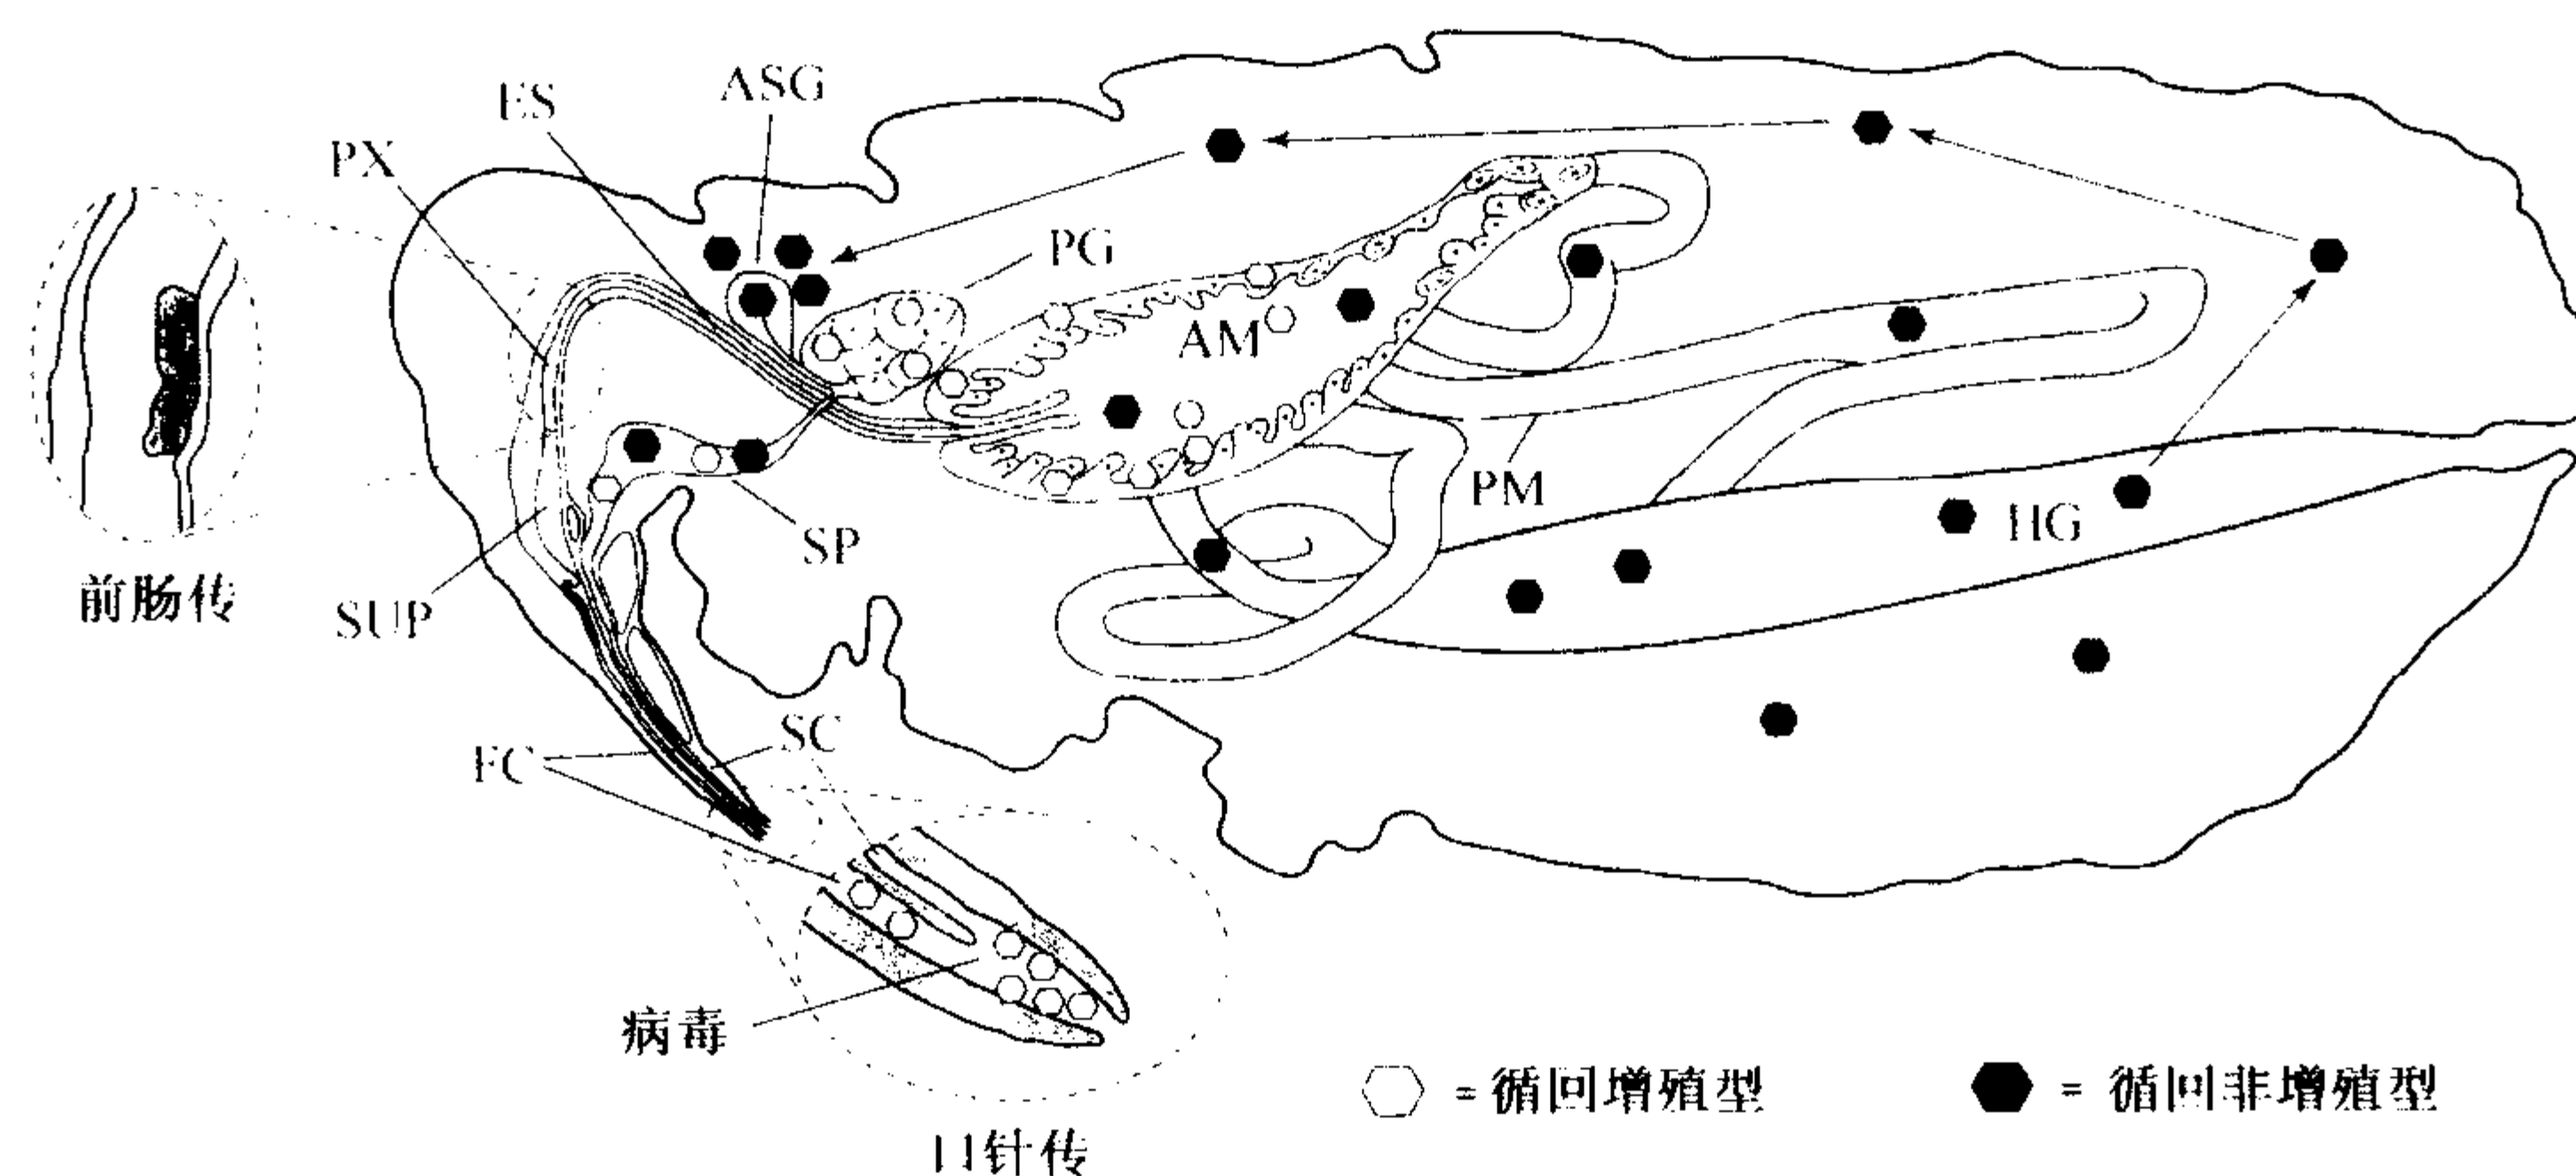 ES
ASG
PX
PG
AM
PM
HG
SP
前肠传
SUP
SC
FC
病毒
= 循回增殖型
= 循回非增殖型
口针传